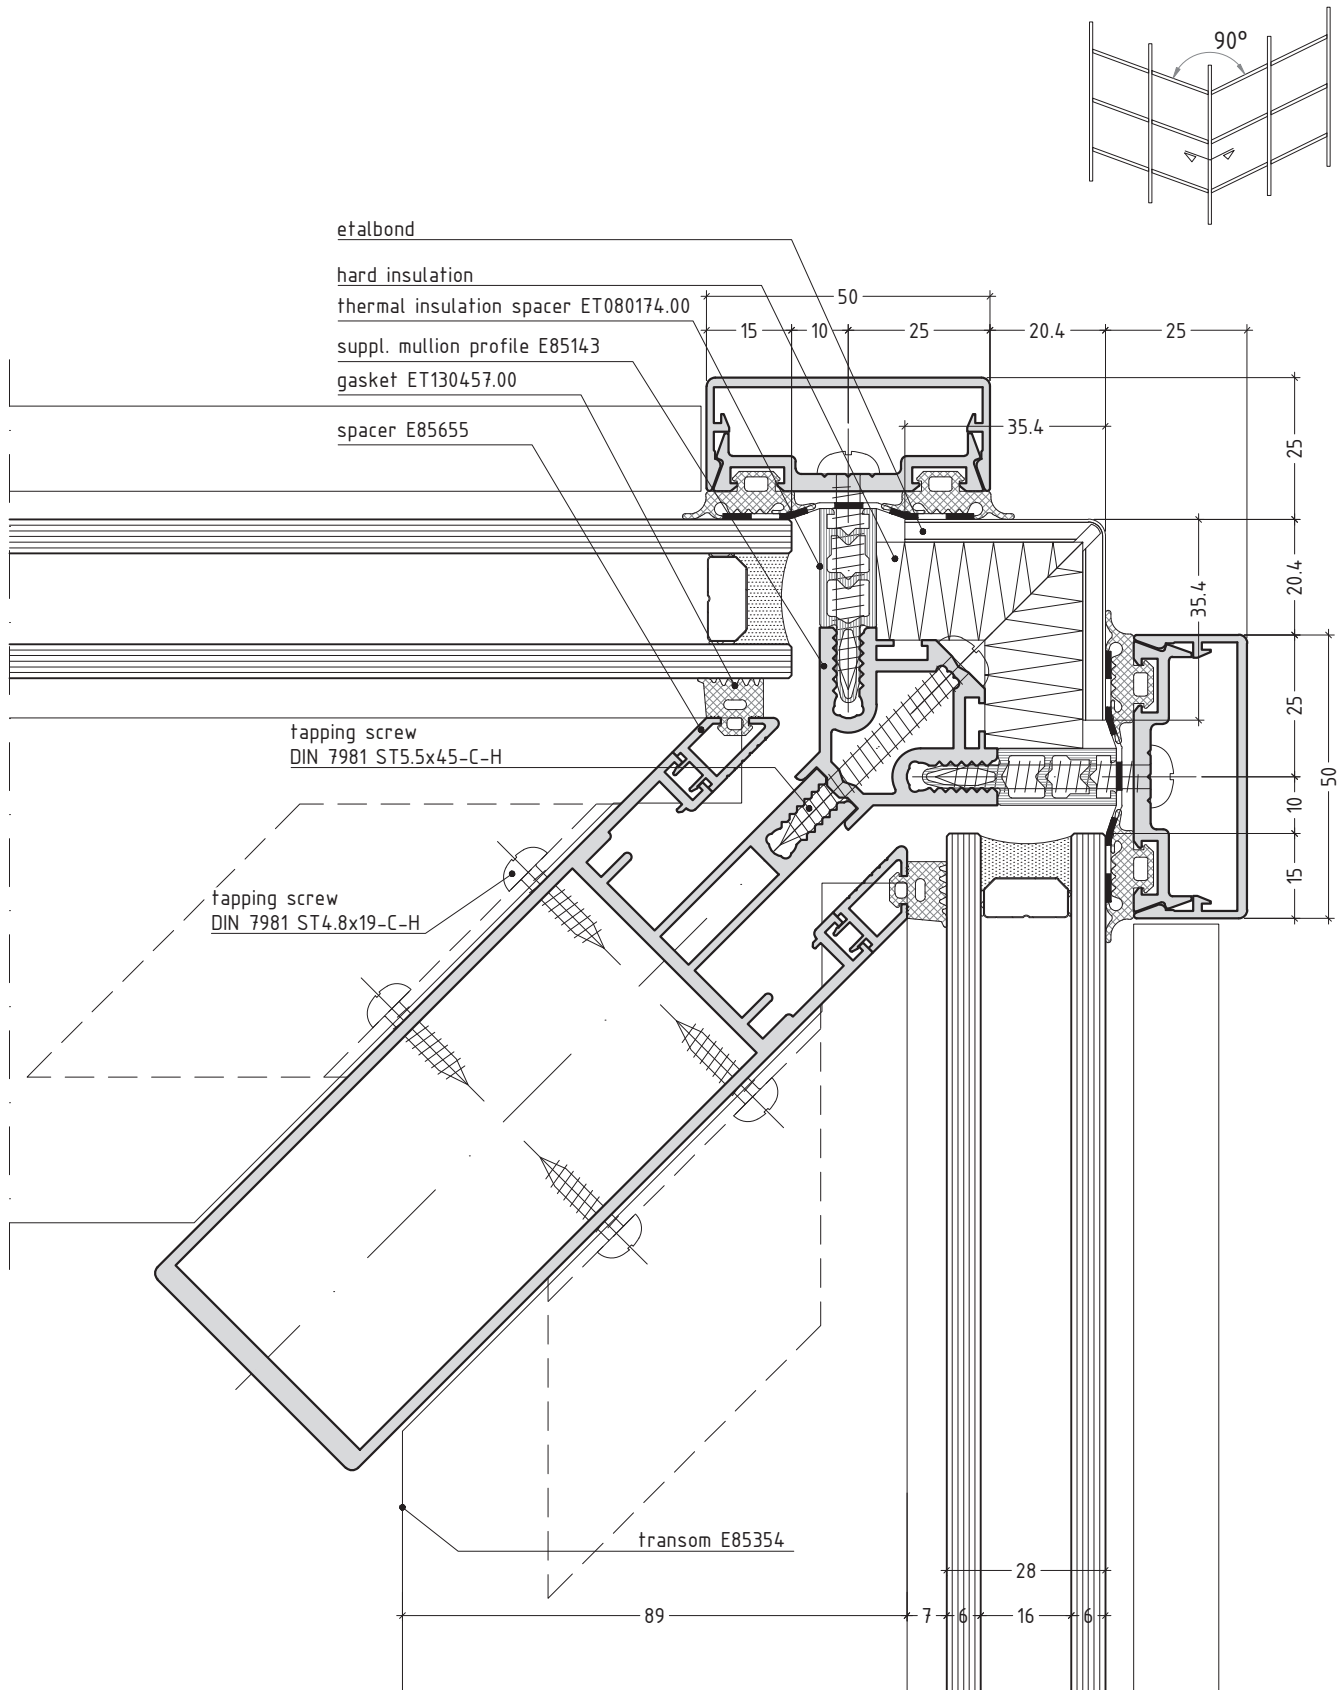 90°
etalbond
hard insulation
thermal insulation spacer ET080174.00
suppl. mullion profile E85143
gasket ET130457.00
spacer E85655
50
15 10 25 20.4 25
35.4
25
20.4
35.4
25
50
10
15
tapping screw
DIN 7981 ST5.5x45-C-H
tapping screw
DIN 7981 ST4.8x19-C-H
transom E85354
28
89 7 6 16 6